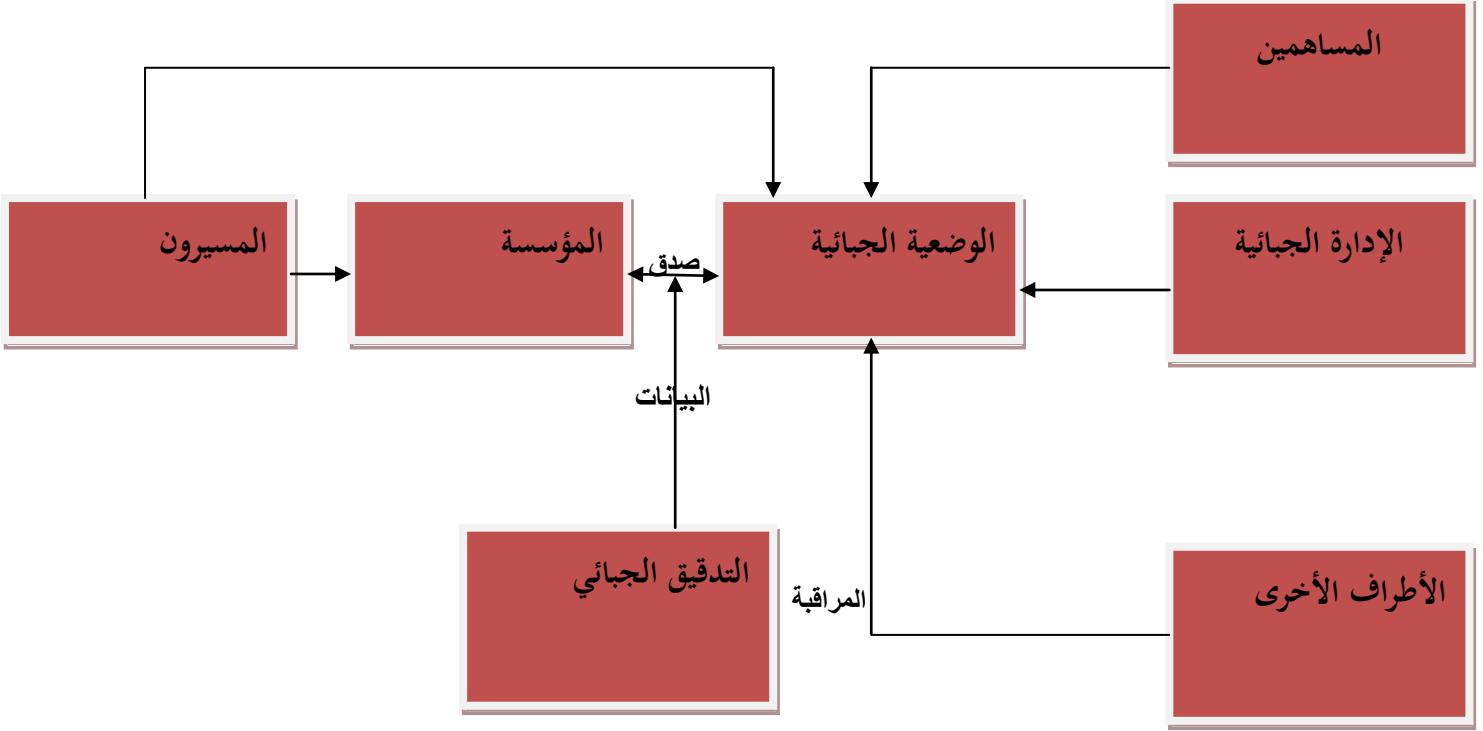 المساهمين
المسيرون
المؤسسة
صدق
الوضعية الجبائية
الإدارة الجبائية
البيانات
التدقيق الجبائي
المراقبة
الأطراف الأخرى